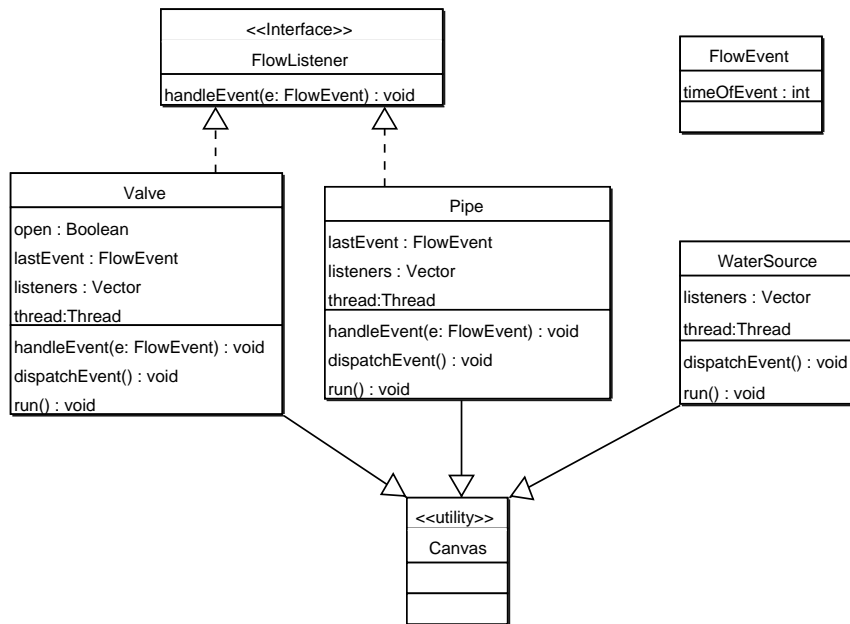 <<Interface>>
FlowListener
handleEvent(e: FlowEvent) : void
FlowEvent
timeOfEvent : int
Valve
open : Boolean
lastEvent : FlowEvent
listeners : Vector
thread:Thread
handleEvent(e: FlowEvent) : void
dispatchEvent() : void
run() : void
Pipe
lastEvent : FlowEvent
listeners : Vector
thread:Thread
handleEvent(e: FlowEvent) : void
dispatchEvent() : void
run() : void
WaterSource
listeners : Vector
thread:Thread
dispatchEvent() : void
run() : void
<<utility>>
Canvas